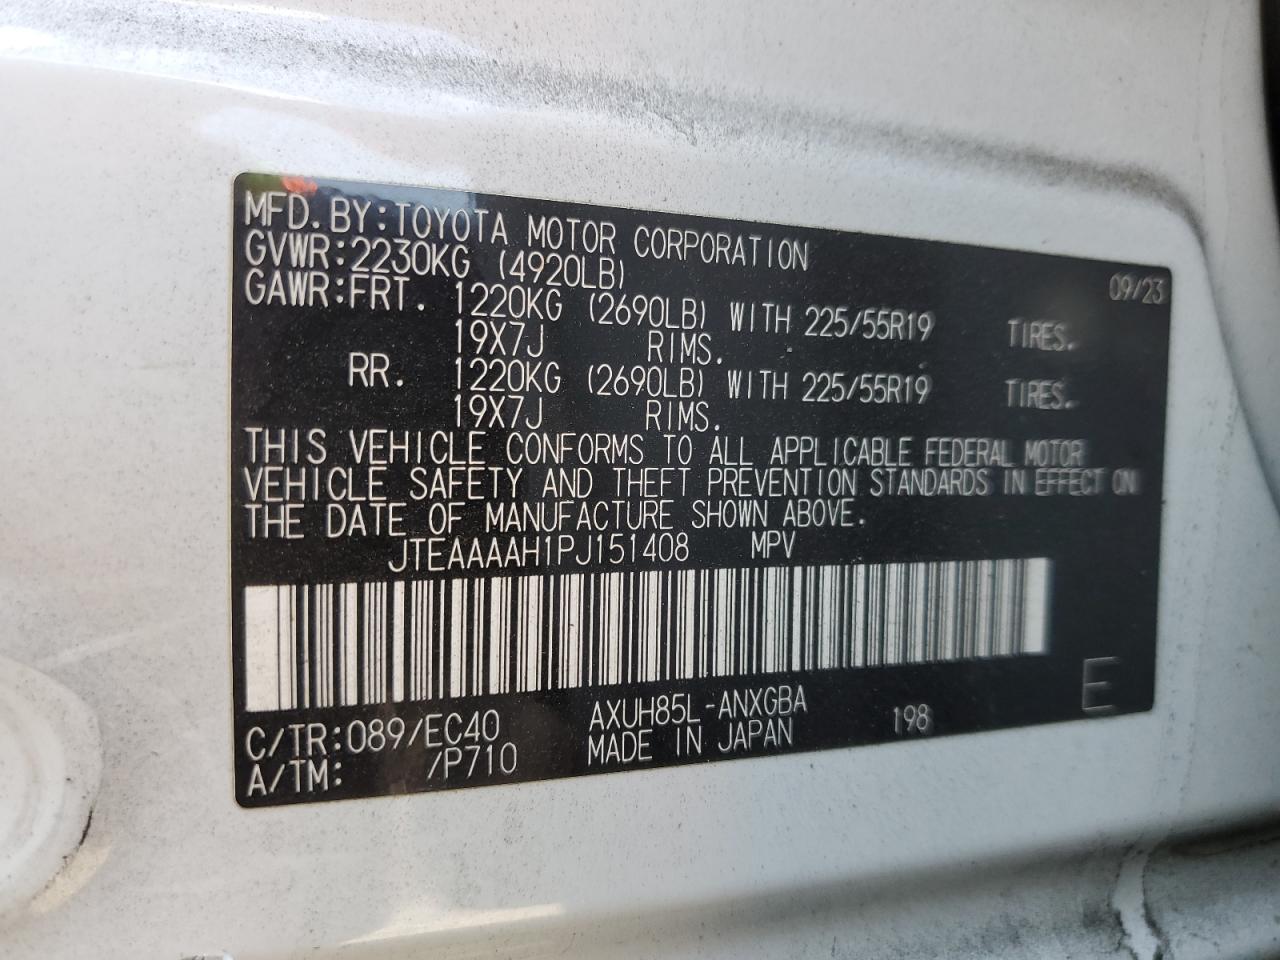 MFD.BY:TOYOTA MOTOR CORPORATION 09/23
GVWR:2230KG (4920LB)
GAWR:FRT. 1220KG (2690LB) WITH 225/55R19 TIRES.
19X7J RIMS.
RR. 1220KG (2690LB) WITH 225/55R19 TIRES.
19X7J RIMS.
THIS VEHICLE CONFORMS TO ALL APPLICABLE FEDERAL MOTOR
VEHICLE SAFETY AND THEFT PREVENTION STANDARDS IN EFFECT ON
THE DATE OF MANUFACTURE SHOWN ABOVE.
JTEAAAAH1PJ151408 MPV
C/TR:089/EC40 AXUH85L-ANXGBA 198 E
A/TM: /P710 MADE IN JAPAN